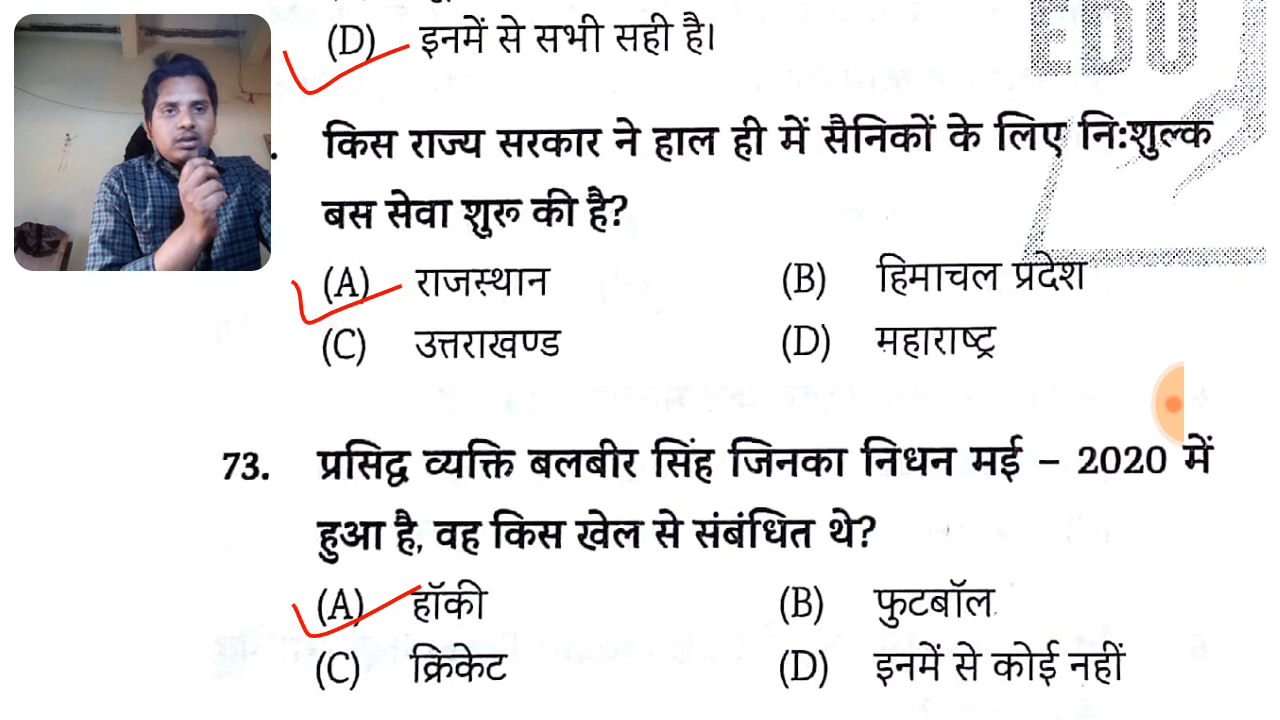 (D) इनमें से सभी सही है।
EDU
. किस राज्य सरकार ने हाल ही में सैनिकों के लिए नि:शुल्क
बस सेवा शुरू की है?
(A) राजस्थान (B) हिमाचल प्रदेश
(C) उत्तराखण्ड (D) महाराष्ट्र
73. प्रसिद्व व्यक्ति बलबीर सिंह जिनका निधन मई – 2020 में
हुआ है, वह किस खेल से संबंधित थे?
(A) हॉकी (B) फुटबॉल
(C) क्रिकेट (D) इनमें से कोई नहीं